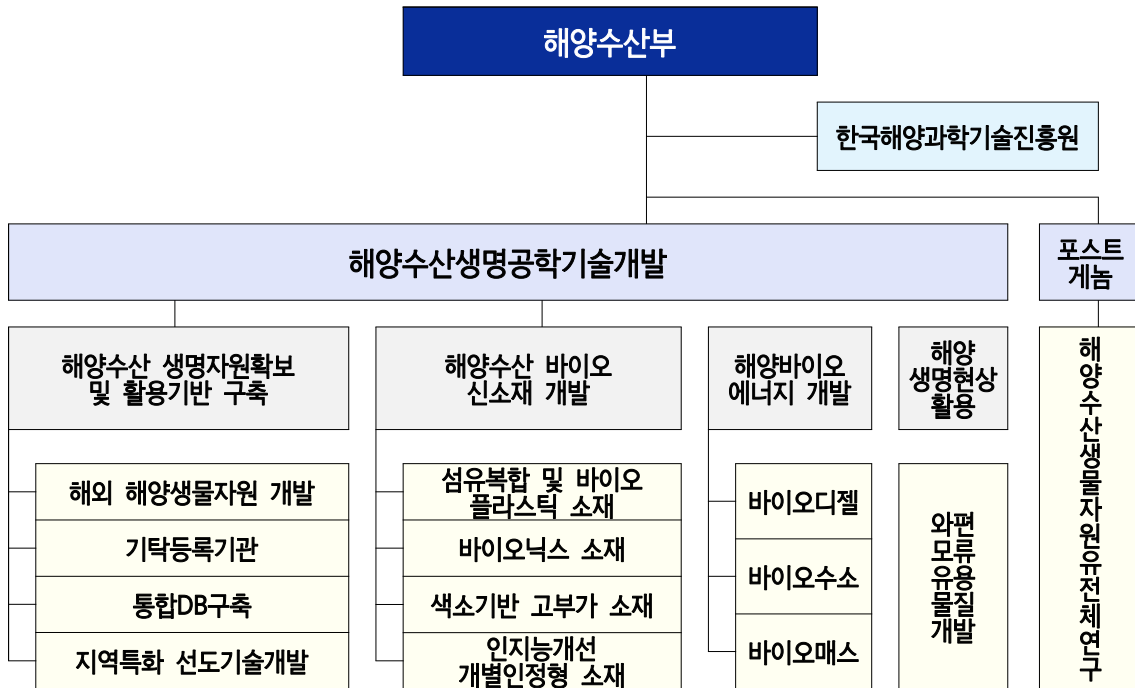 해양수산부
한국해양과학기술진흥원
해양수산생명공학기술개발
포스트
게놈
해양수산 생명자원확보
및 활용기반 구축
해양수산 바이오
신소재 개발
해양바이오
에너지 개발
해양
생명현상
활용
해양수산생물자원유전체연구
해외 해양생물자원 개발
기탁등록기관
통합DB구축
지역특화 선도기술개발
섬유복합 및 바이오
플라스틱 소재
바이오닉스 소재
색소기반 고부가 소재
인지능개선
개별인정형 소재
바이오디젤
바이오수소
바이오매스
와편
모류
유용
물질
개발